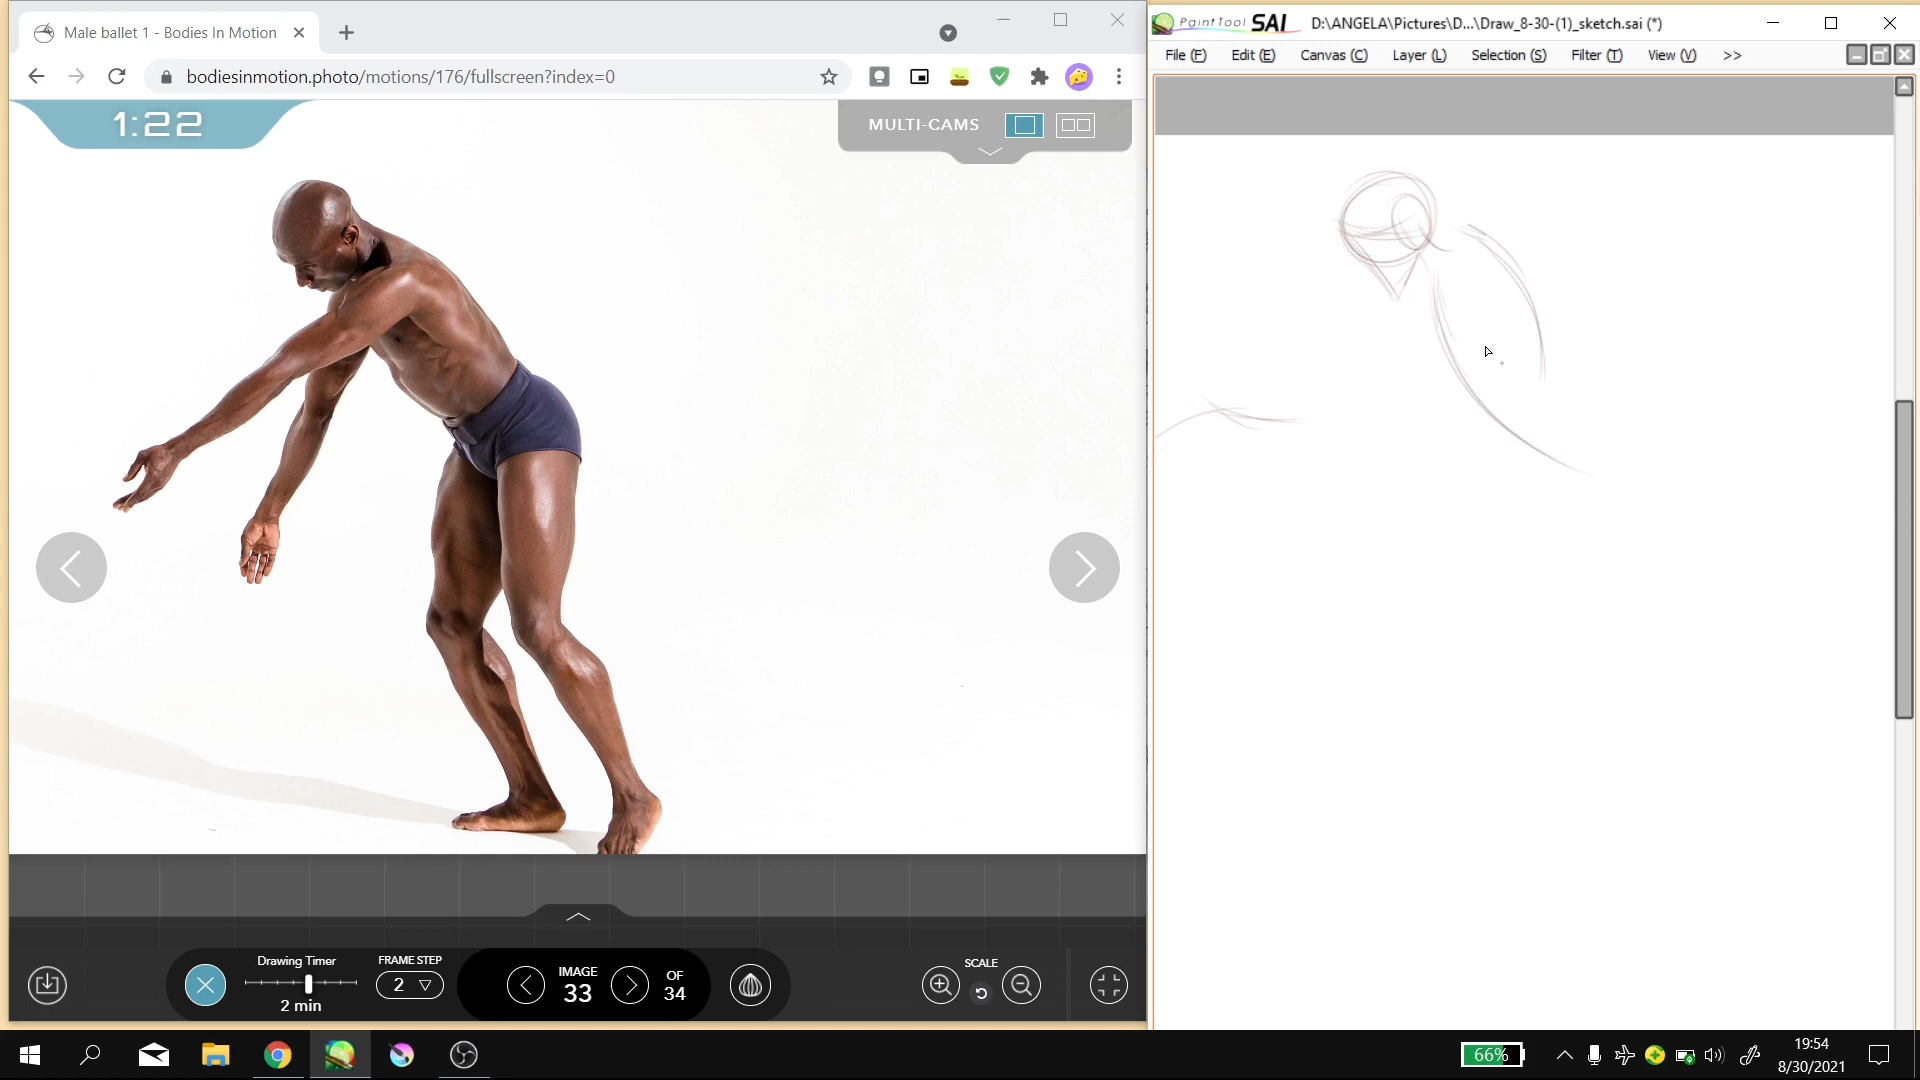 Male ballet 1 - Bodies In Motion
bodiesinmotion.photo/motions/176/fullscreen?index=0
1:22
MULTI-CAMS
Drawing Timer
2 min
FRAME STEP
2
IMAGE
33
OF
34
SCALE
PaintTool SAI D:\ANGELA\Pictures\D...\Draw_8-30-(1)_sketch.sai (*)
File (F) Edit (E) Canvas (C) Layer (L) Selection (S) Filter (T) View (V) >>
66%
19:54
8/30/2021